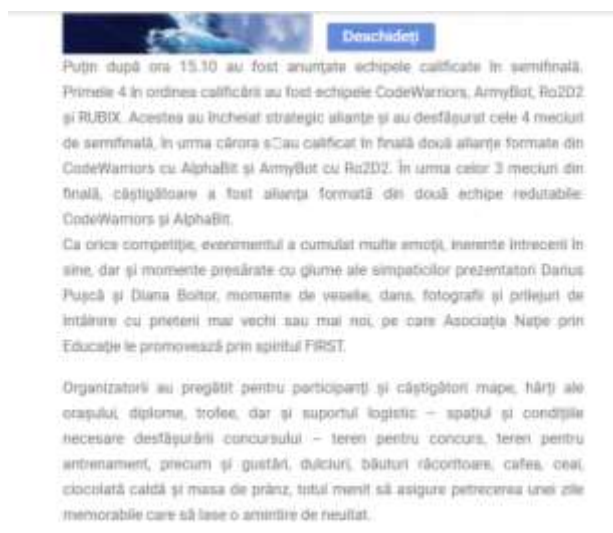 Deschideți
Puțin după ora 15.10 au fost anunțate echipele calificate în semifinală.
Primele 4 în ordinea calificării au fost echipele CodeWarriors, ArmyBot, Ro2D2
și RUBIX. Acestea au încheiat strategic alianțe și au desfășurat cele 4 meciuri
de semifinală, în urma cărora s-au calificat în finală două alianțe formate din
CodeWarriors cu AlphaBit și ArmyBot cu Ro2D2. În urma celor 3 meciuri din
finală, câștigătoare a fost alianța formată din două echipe redutabile:
CodeWarriors și AlphaBit.
Ca orice competiție, evenimentul a cumulat multe emoții, inerente întrecerii în
sine, dar și momente presărate cu glume ale simpaticilor prezentatori Darius
Pușcă și Diana Boltor, momente de veselie, dans, fotografii și prilejuri de
întâlnire cu prieteni mai vechi sau mai noi, pe care Asociația Nație prin
Educație le promovează prin spiritul FIRST.
Organizatorii au pregătit pentru participanți și câștigători mape, hărți ale
orașului, diplome, trofee, dar și suportul logistic – spațiul și condițiile
necesare desfășurării concursului – teren pentru concurs, teren pentru
antrenament, precum și gustări, dulciuri, băuturi răcoritoare, cafea, ceai,
ciocolată caldă și masa de prânz, totul menit să asigure petrecerea unei zile
memorabile care să lase o amintire de neuitat.